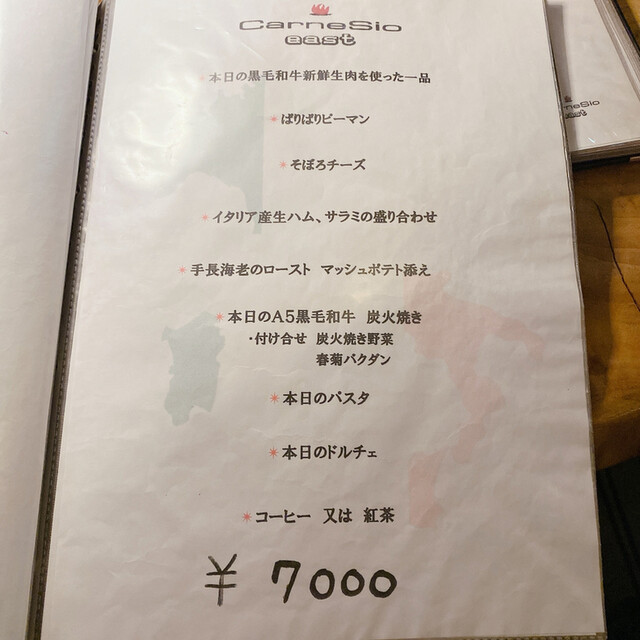 CarneSio
east
本日の黒毛和牛新鮮生肉を使った一品
*ぱりぱりピーマン
*そぼろチーズ
*イタリア産生ハム、サラミの盛り合わせ
*手長海老のロースト マッシュポテト添え
*本日のA5黒毛和牛 炭火焼き
・付け合せ 炭火焼き野菜
春菊バクダン
*本日のパスタ
*本日のドルチェ
*コーヒー 又は 紅茶
¥ 7000
neSio
east